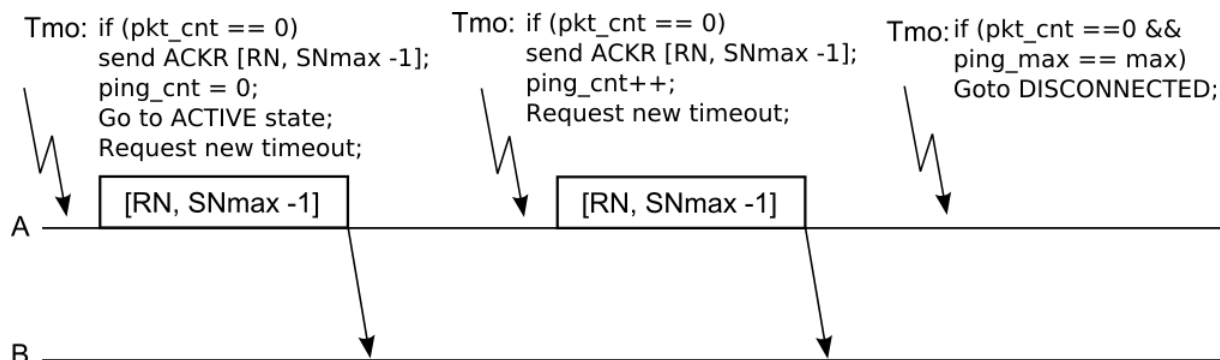 Tmo: if (pkt_cnt == 0)
send ACKR [RN, SNmax -1];
ping_cnt = 0;
Go to ACTIVE state;
Request new timeout;
Tmo: if (pkt_cnt == 0)
send ACKR [RN, SNmax -1];
ping_cnt++;
Request new timeout;
Tmo: if (pkt_cnt ==0 &&
ping_max == max)
Goto DISCONNECTED;
[RN, SNmax -1]
[RN, SNmax -1]
A
B